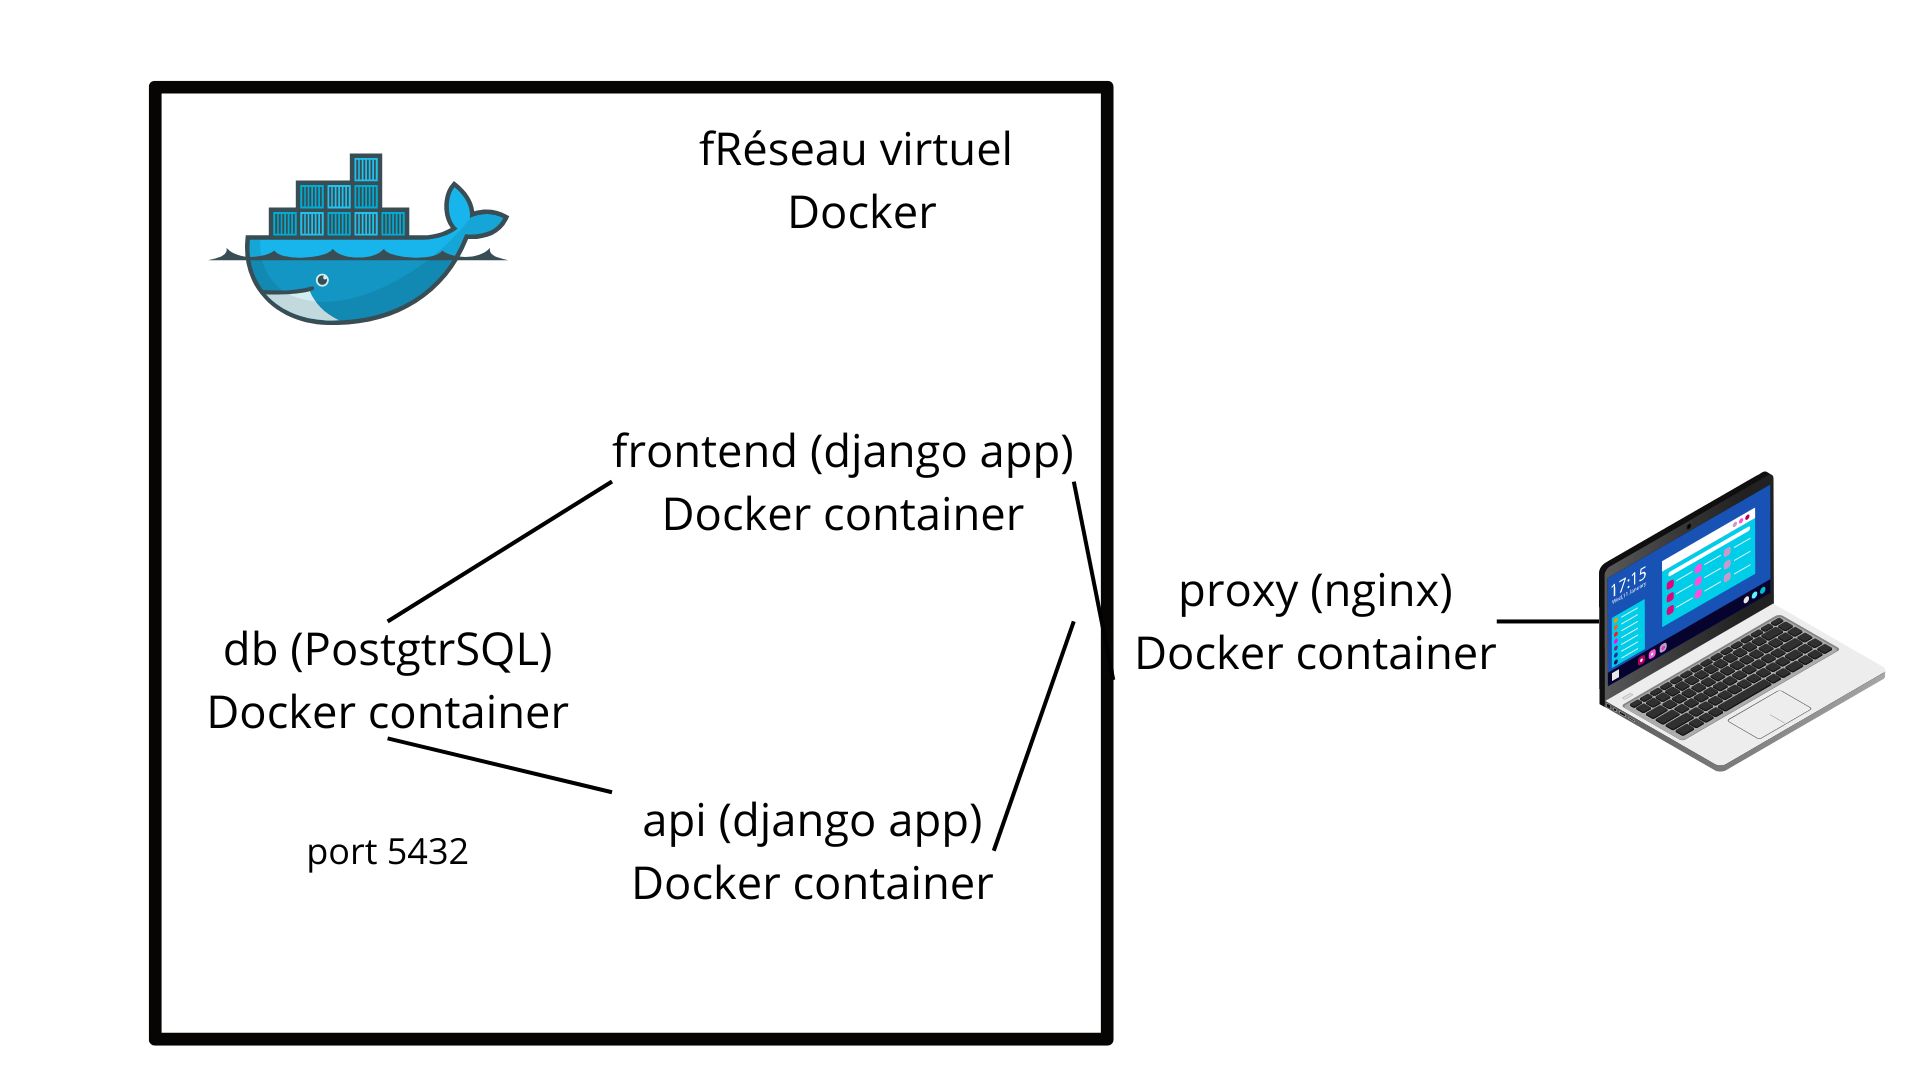 fRéseau virtuel
Docker
frontend (django app)
Docker container
proxy (nginx)
Docker container
17:15
db (PostgtrSQL)
Docker container
port 5432
api (django app)
Docker container